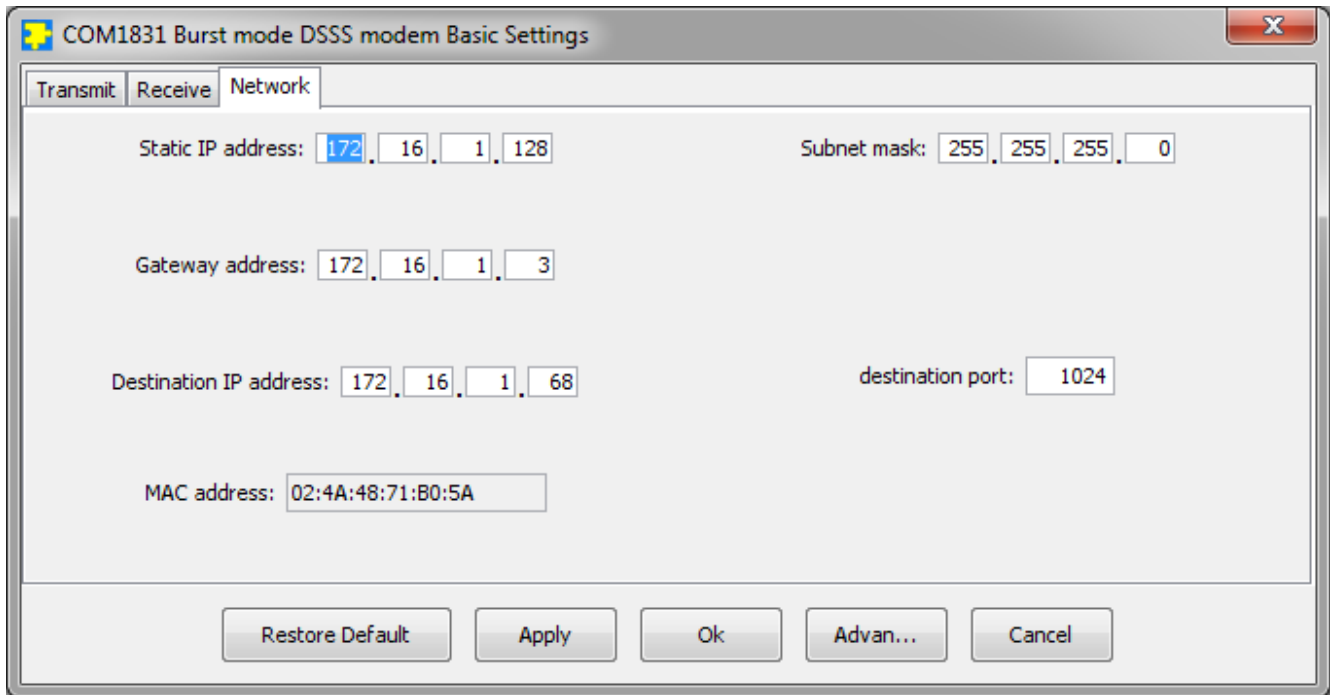 COM1831 Burst mode DSSS modem Basic Settings
Transmit Receive Network
Static IP address: 172. 16. 1. 128 Subnet mask: 255. 255. 255. 0
Gateway address: 172. 16. 1. 3
Destination IP address: 172. 16. 1. 68 destination port: 1024
MAC address: 02:4A:48:71:B0:5A
Restore Default Apply Ok Advan... Cancel